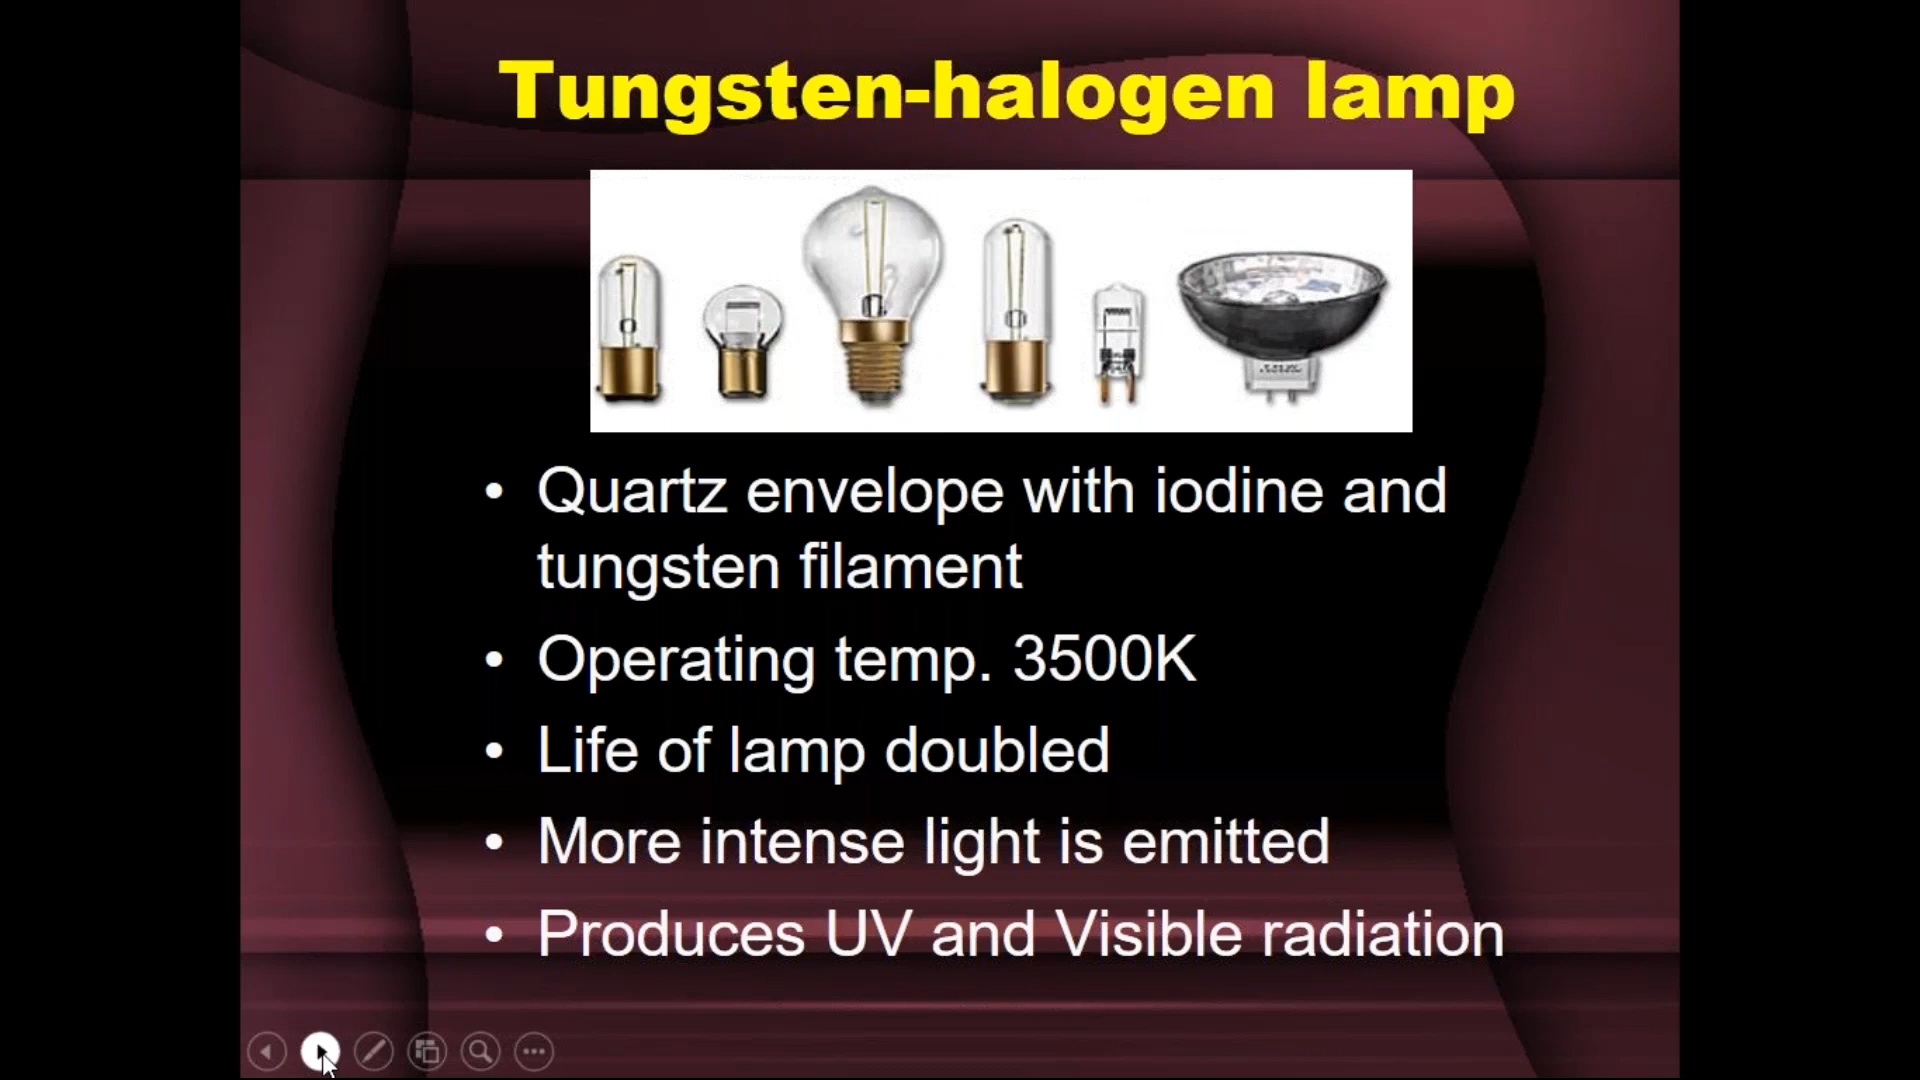 Tungsten-halogen lamp
• Quartz envelope with iodine and
tungsten filament
• Operating temp. 3500K
• Life of lamp doubled
• More intense light is emitted
• Produces UV and Visible radiation